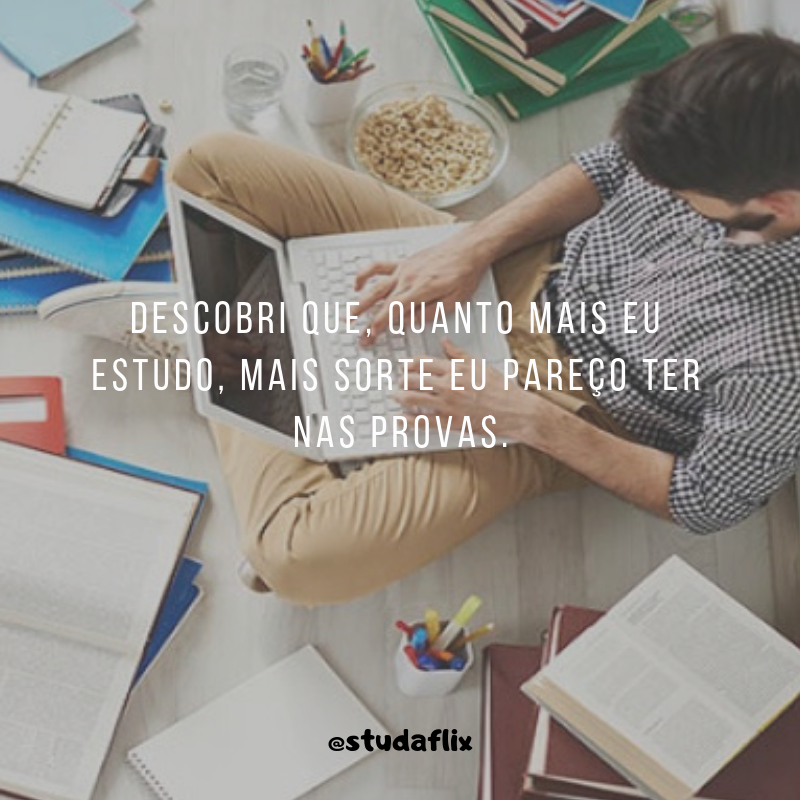 DESCOBRI QUE, QUANTO MAIS EU
ESTUDO, MAIS SORTE EU PAREÇO TER
NAS PROVAS.
@studaflix